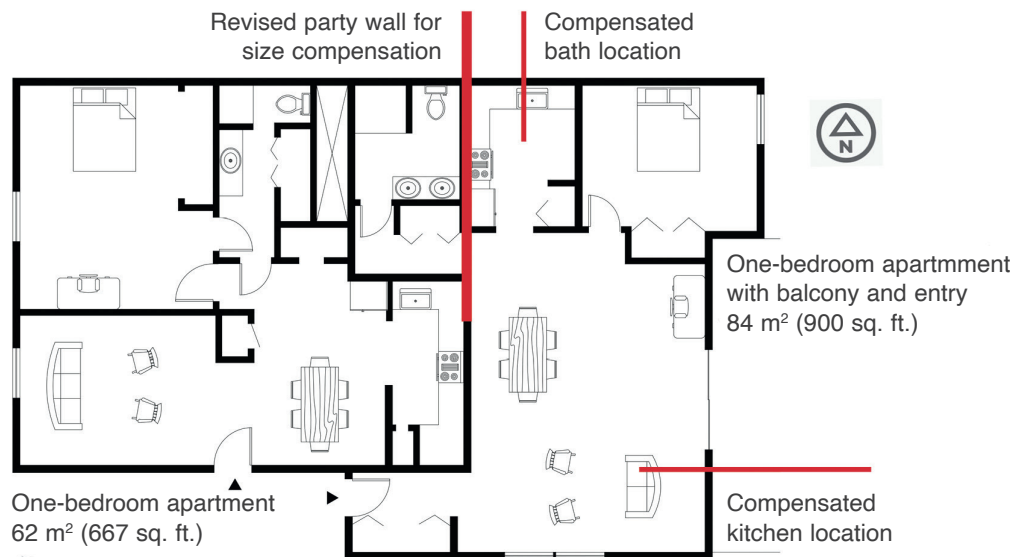 Revised party wall for
size compensation
Compensated
bath location
N
One-bedroom apartmment
with balcony and entry
84 m² (900 sq. ft.)
One-bedroom apartment
62 m² (667 sq. ft.)
Compensated
kitchen location